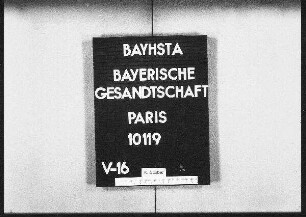 BAYHSTA
BAYERISCHE
GESANDTSCHAFT
PARIS
10119
V-16